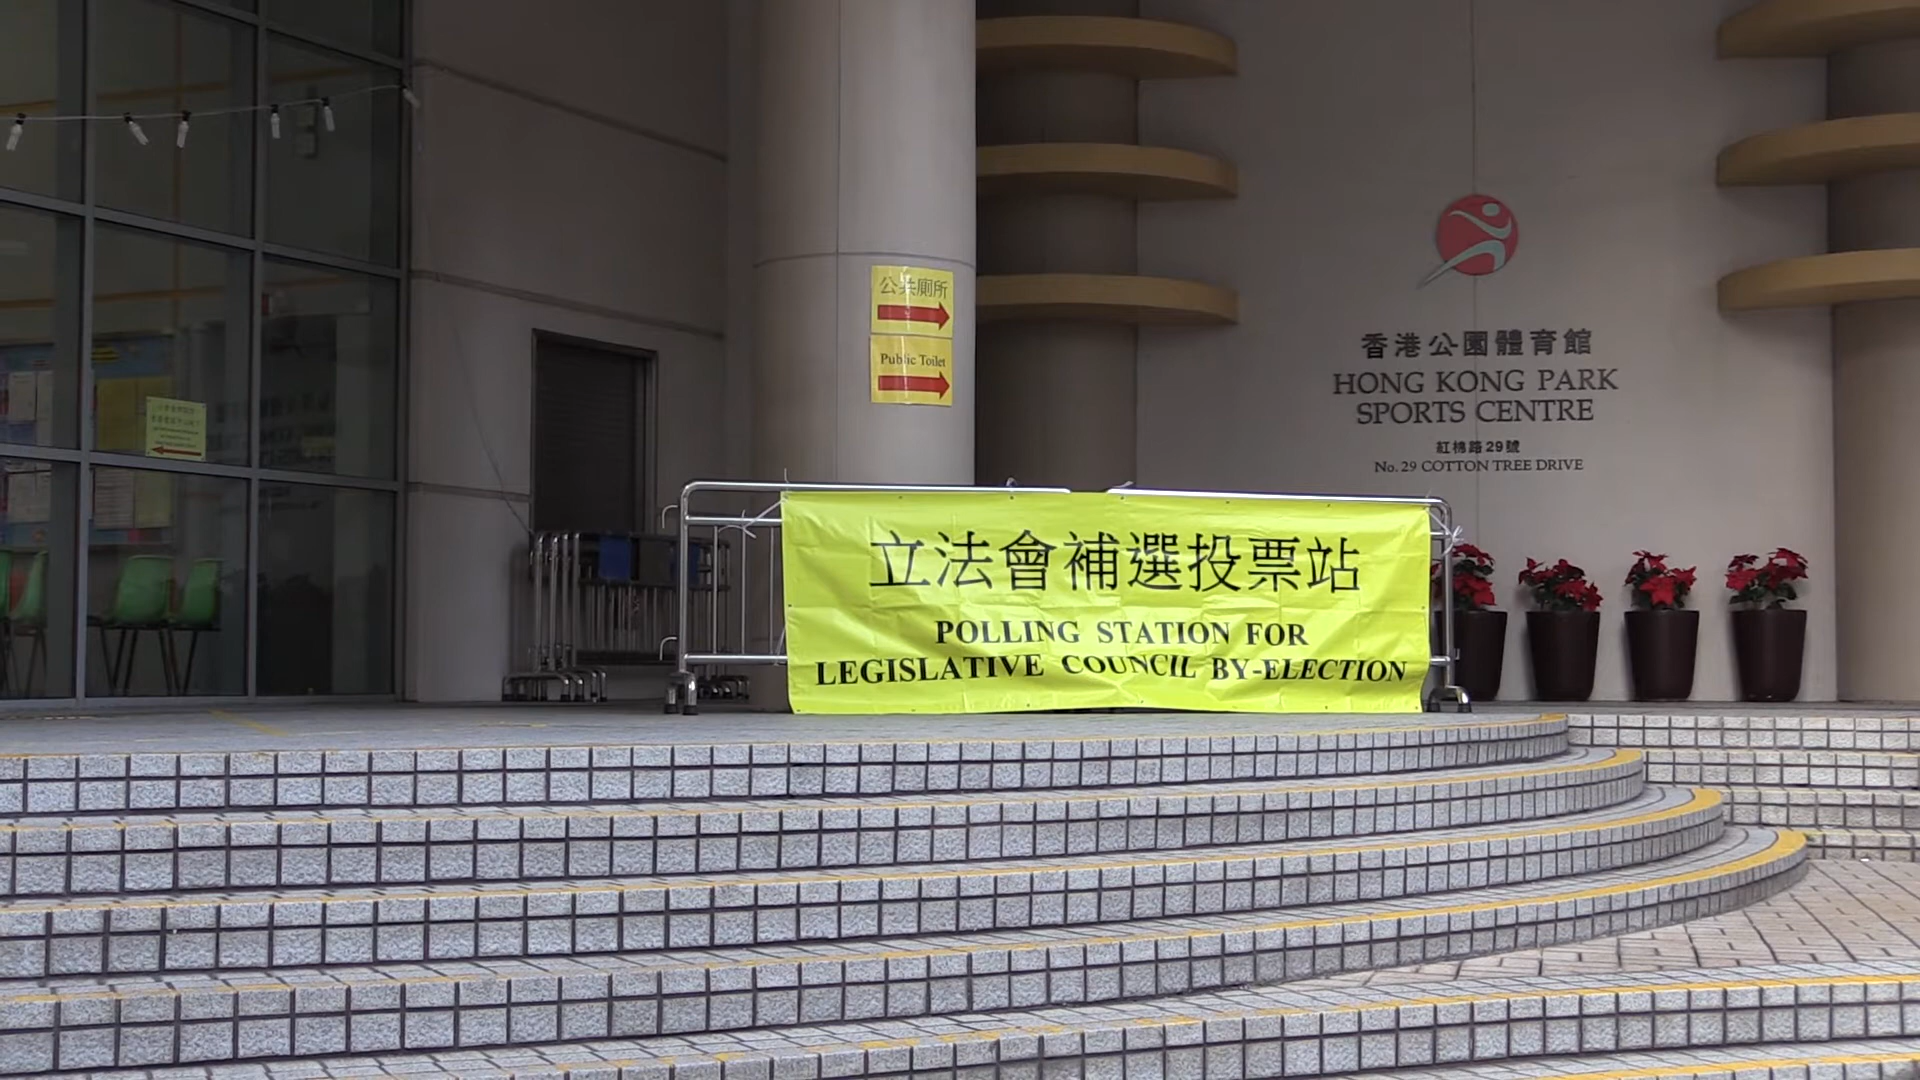 公共廁所
Public Toilet
香港公園體育館
HONG KONG PARK
SPORTS CENTRE
紅棉路29號
No. 29 COTTON TREE DRIVE
立法會補選投票站
POLLING STATION FOR
LEGISLATIVE COUNCIL BY-ELECTION